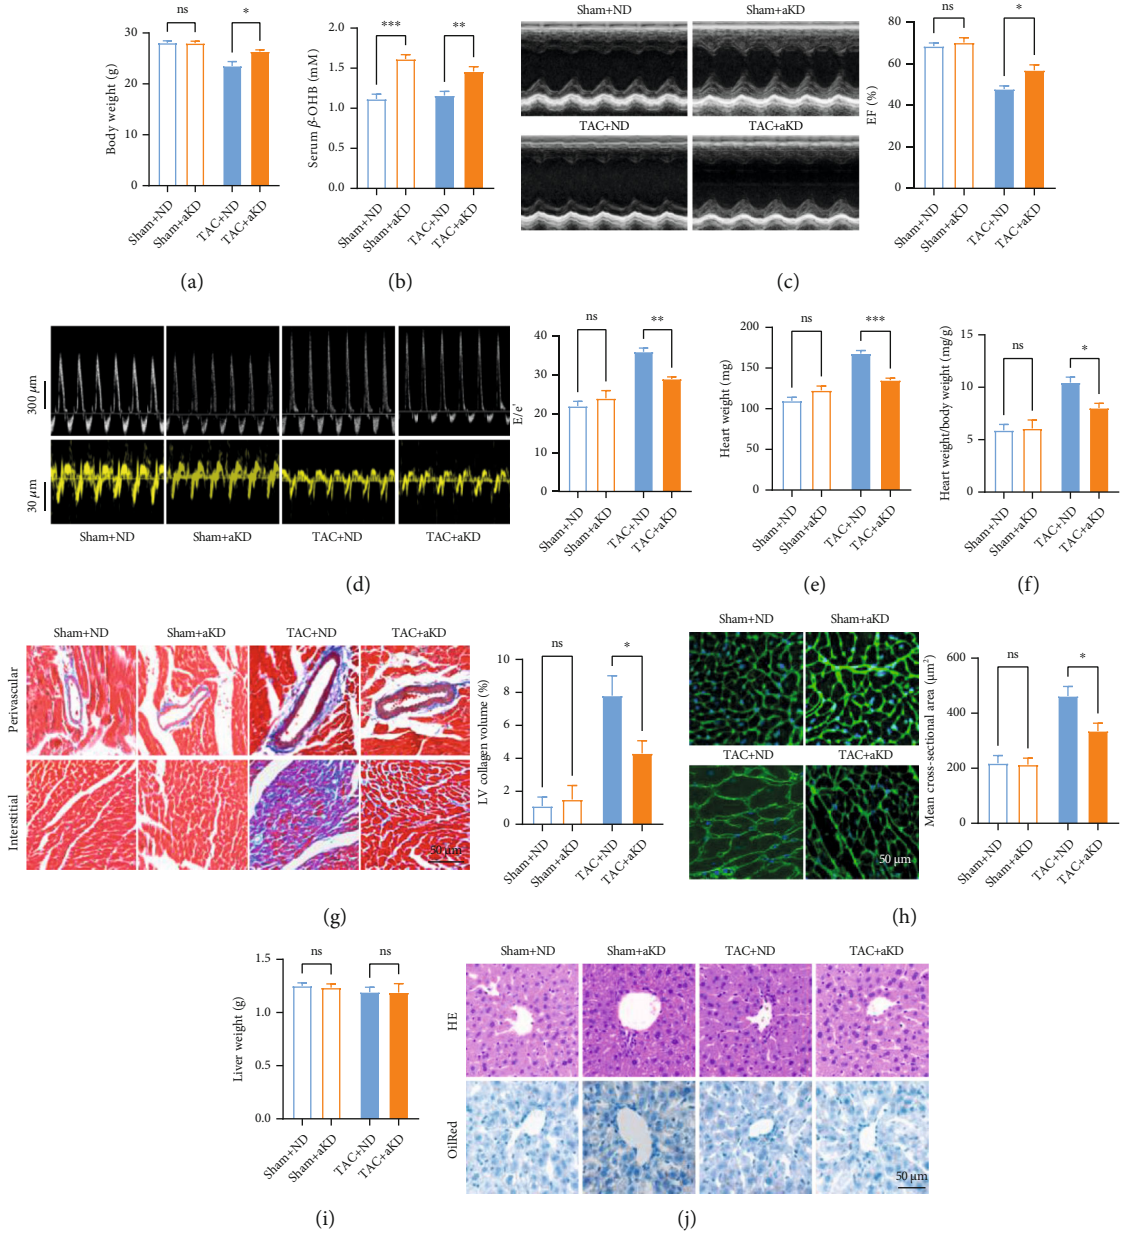 ns
*
30
20
10
0
Body weight (g)
Sham+ND
Sham+aKD
TAC+ND
TAC+aKD
(a)
***
**
2.0
1.5
1.0
0.5
0.0
Serum β-OHB (mM)
Sham+ND
Sham+aKD
TAC+ND
TAC+aKD
(b)
Sham+ND
Sham+aKD
TAC+ND
TAC+aKD
ns
*
80
60
40
20
0
EF (%)
Sham+ND
Sham+aKD
TAC+ND
TAC+aKD
(c)
300 μm
30 μm
Sham+ND
Sham+aKD
TAC+ND
TAC+aKD
ns
**
40
30
20
10
0
E/e'
Sham+ND
Sham+aKD
TAC+ND
TAC+aKD
(d)
ns
***
200
150
100
50
0
Heart weight (mg)
Sham+ND
Sham+aKD
TAC+ND
TAC+aKD
(e)
ns
*
15
10
5
0
Heart weight/body weight (mg/g)
Sham+ND
Sham+aKD
TAC+ND
TAC+aKD
(f)
Sham+ND
Sham+aKD
TAC+ND
TAC+aKD
Perivascular
Interstitial
50 μm
ns
*
10
8
6
4
2
0
LV collagen volume (%)
Sham+ND
Sham+aKD
TAC+ND
TAC+aKD
(g)
Sham+ND
Sham+aKD
TAC+ND
TAC+aKD
50 μm
ns
*
600
400
200
0
Mean cross-sectional area (μm²)
Sham+ND
Sham+aKD
TAC+ND
TAC+aKD
(h)
ns
ns
1.5
1.0
0.5
0.0
Liver weight (g)
Sham+ND
Sham+aKD
TAC+ND
TAC+aKD
(i)
Sham+ND
Sham+aKD
TAC+ND
TAC+aKD
HE
OilRed
50 μm
(j)